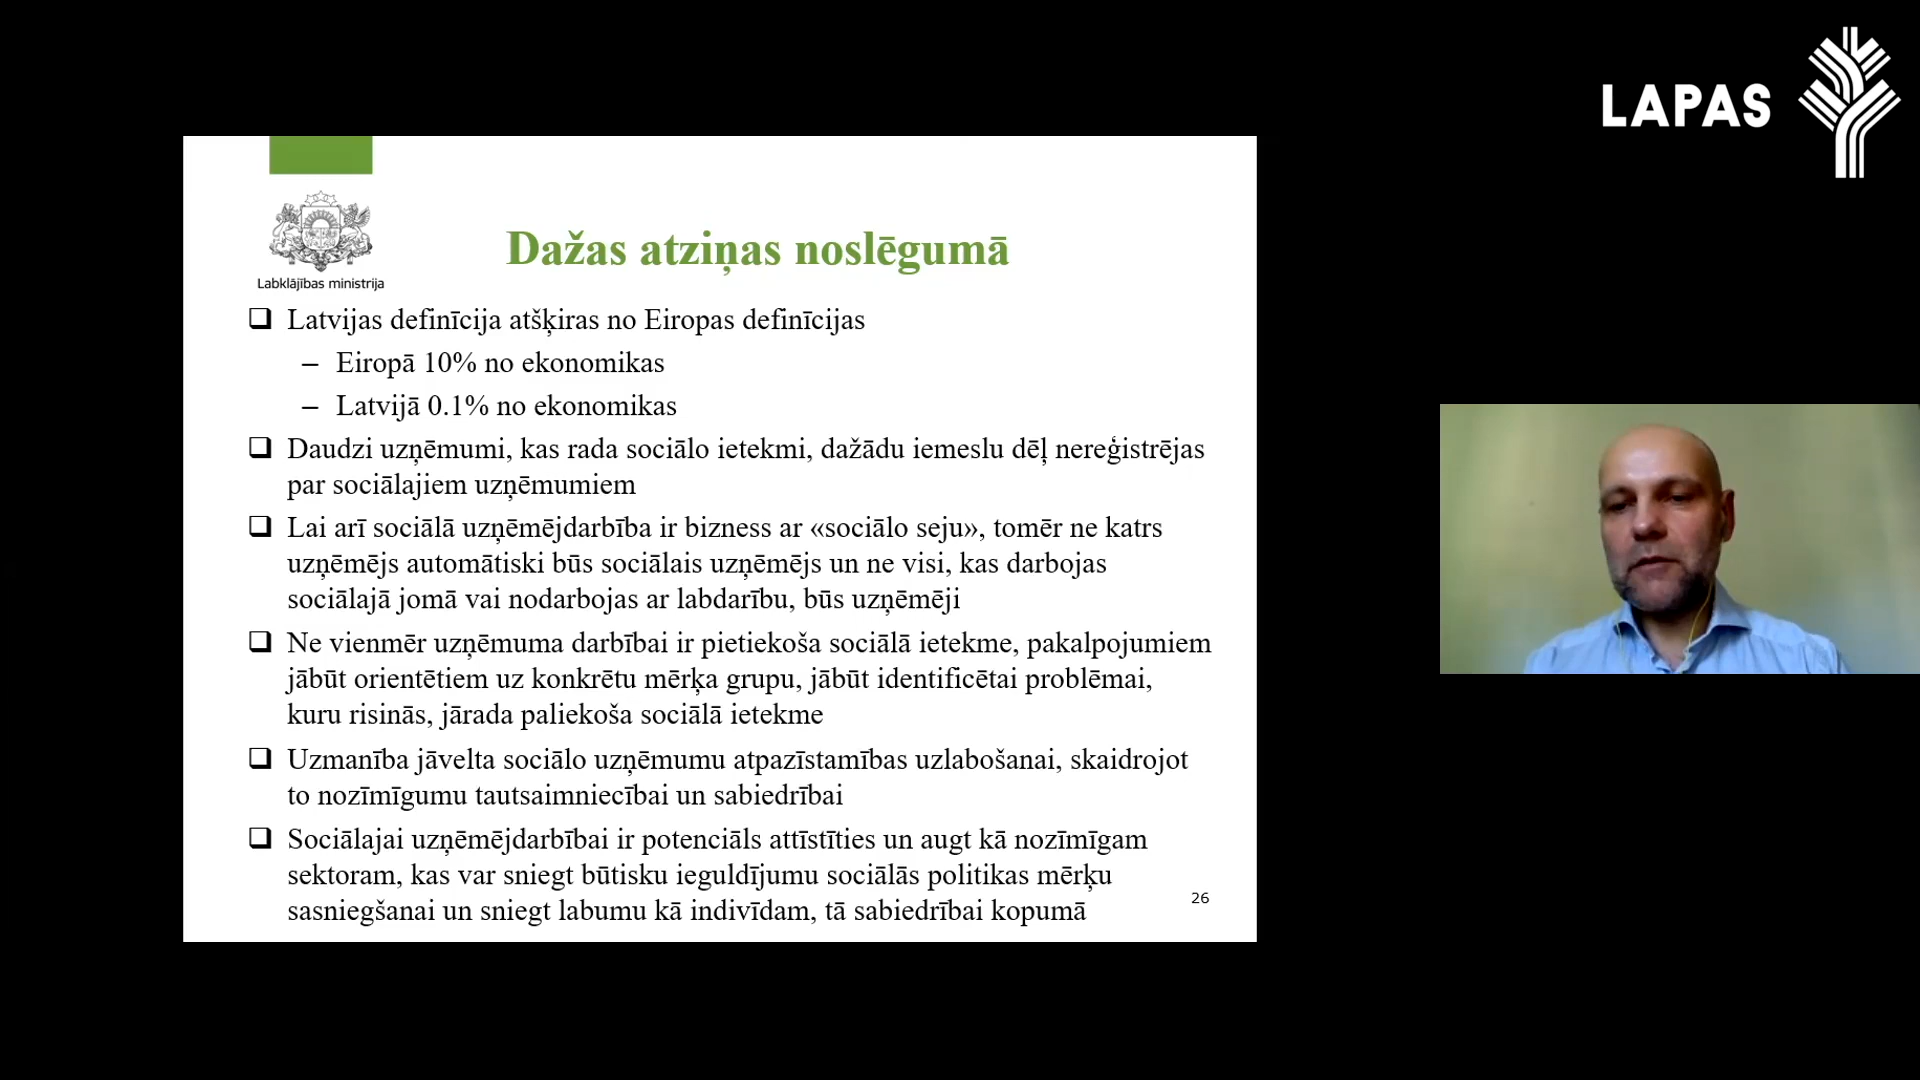 LAPAS
Labklājības ministrija
Dažas atziņas noslēgumā
Latvijas definīcija atšķiras no Eiropas definīcijas
– Eiropā 10% no ekonomikas
– Latvijā 0.1% no ekonomikas
Daudzi uzņēmumi, kas rada sociālo ietekmi, dažādu iemeslu dēļ nereģistrējas
par sociālajiem uzņēmumiem
Lai arī sociālā uzņēmējdarbība ir bizness ar «sociālo seju», tomēr ne katrs
uzņēmējs automātiski būs sociālais uzņēmējs un ne visi, kas darbojas
sociālajā jomā vai nodarbojas ar labdarību, būs uzņēmēji
Ne vienmēr uzņēmuma darbībai ir pietiekoša sociālā ietekme, pakalpojumiem
jābūt orientētiem uz konkrētu mērķa grupu, jābūt identificētai problēmai,
kuru risinās, jārada paliekoša sociālā ietekme
Uzmanība jāvelta sociālo uzņēmumu atpazīstamības uzlabošanai, skaidrojot
to nozīmīgumu tautsaimniecībai un sabiedrībai
Sociālajai uzņēmējdarbībai ir potenciāls attīstīties un augt kā nozīmīgam
sektoram, kas var sniegt būtisku ieguldījumu sociālās politikas mērķu
sasniegšanai un sniegt labumu kā indivīdam, tā sabiedrībai kopumā
26